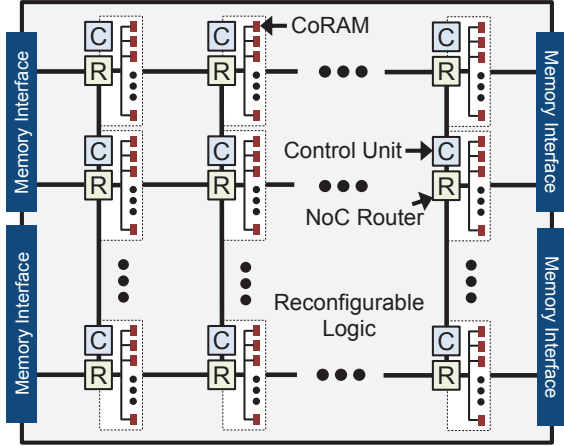 C
C
CoRAM
C
R
R
R
Memory Interface
Memory Interface
C
C
Control Unit
C
R
R
NoC Router
R
Memory Interface
Memory Interface
Reconfigurable
Logic
C
C
C
R
R
R